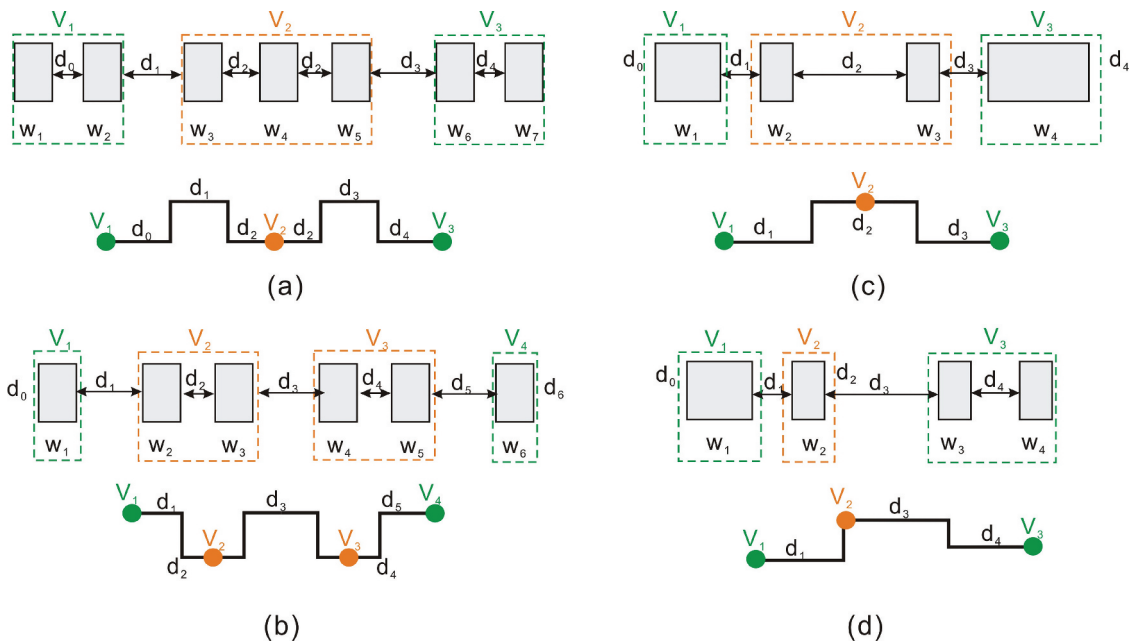 V₁ V₂ V₃
d₀ d₁ d₂ d₂ d₃ d₄
w₁ w₂ w₃ w₄ w₅ w₆ w₇
d₁ d₃
V₁ d₀ d₂ V₂ d₂ d₄ V₃
(a)
V₁ V₂ V₃
d₀ d₁ d₂ d₃ d₄
w₁ w₂ w₃ w₄
V₂
V₁ d₁ d₂ d₃ V₃
(c)
V₁ V₂ V₃ V₄
d₀ d₁ d₂ d₃ d₄ d₅ d₆
w₁ w₂ w₃ w₄ w₅ w₆
V₁ d₁ d₃ d₅ V₄
V₂ V₃
d₂ d₄
(b)
V₁ V₂ V₃
d₀ d₁ d₂ d₃ d₄
w₁ w₂ w₃ w₄
V₂ d₃
V₁ d₁ d₄ V₃
(d)